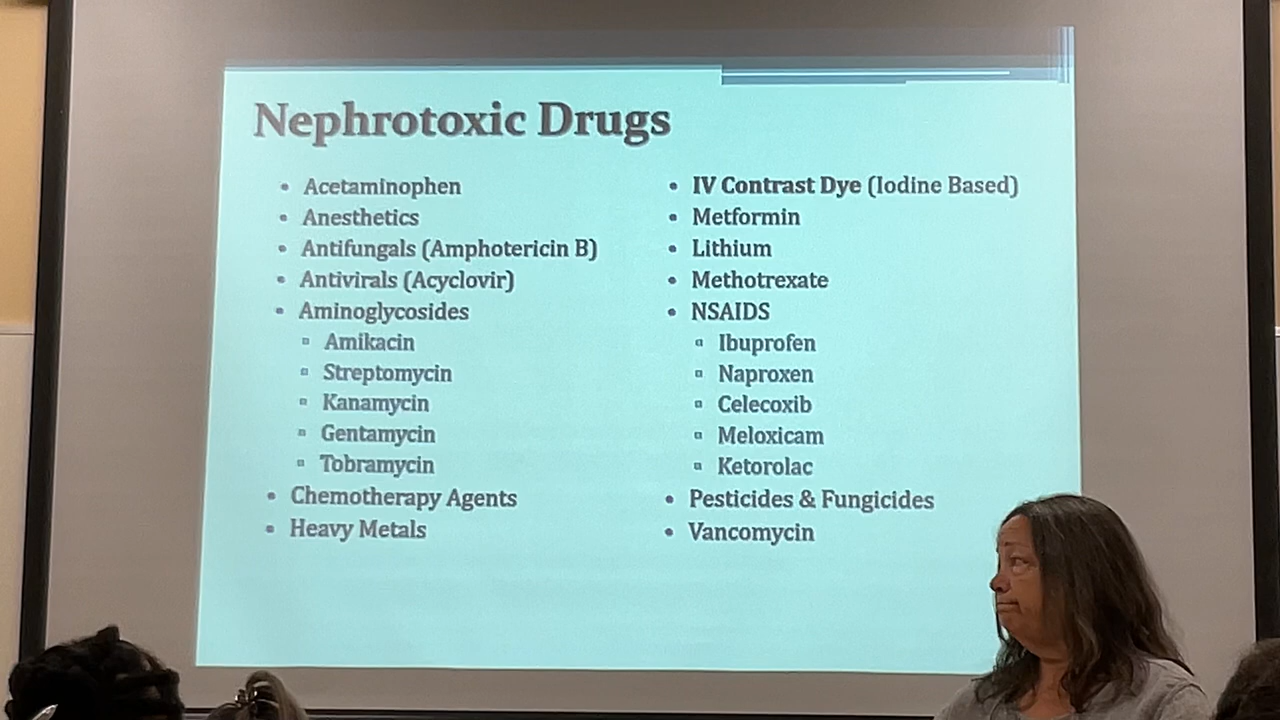 Nephrotoxic Drugs
• Acetaminophen
• Anesthetics
• Antifungals (Amphotericin B)
• Antivirals (Acyclovir)
• Aminoglycosides
▫ Amikacin
▫ Streptomycin
▫ Kanamycin
▫ Gentamycin
▫ Tobramycin
• Chemotherapy Agents
• Heavy Metals
• IV Contrast Dye (Iodine Based)
• Metformin
• Lithium
• Methotrexate
• NSAIDS
▫ Ibuprofen
▫ Naproxen
▫ Celecoxib
▫ Meloxicam
▫ Ketorolac
• Pesticides & Fungicides
• Vancomycin